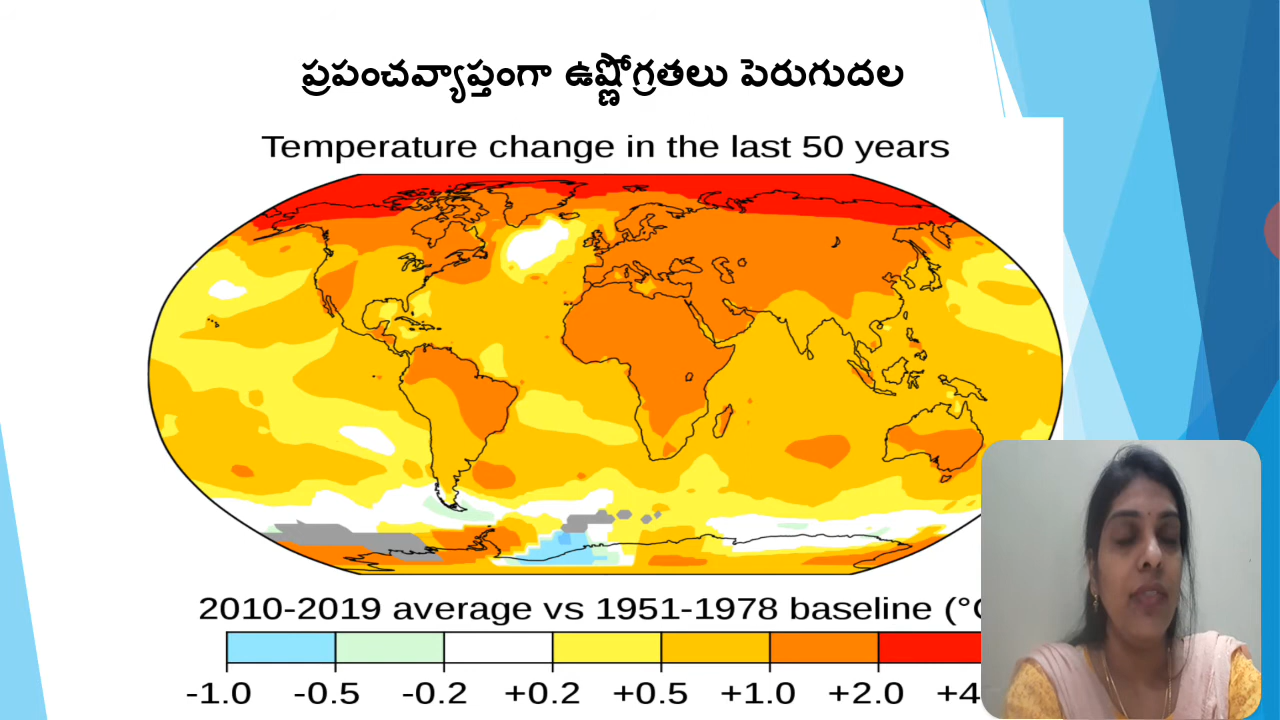 ప్రపంచవ్యాప్తంగా ఉష్ణోగ్రతలు పెరుగుదల
Temperature change in the last 50 years
2010-2019 average vs 1951-1978 baseline (°
-1.0 -0.5 -0.2 +0.2 +0.5 +1.0 +2.0 +4